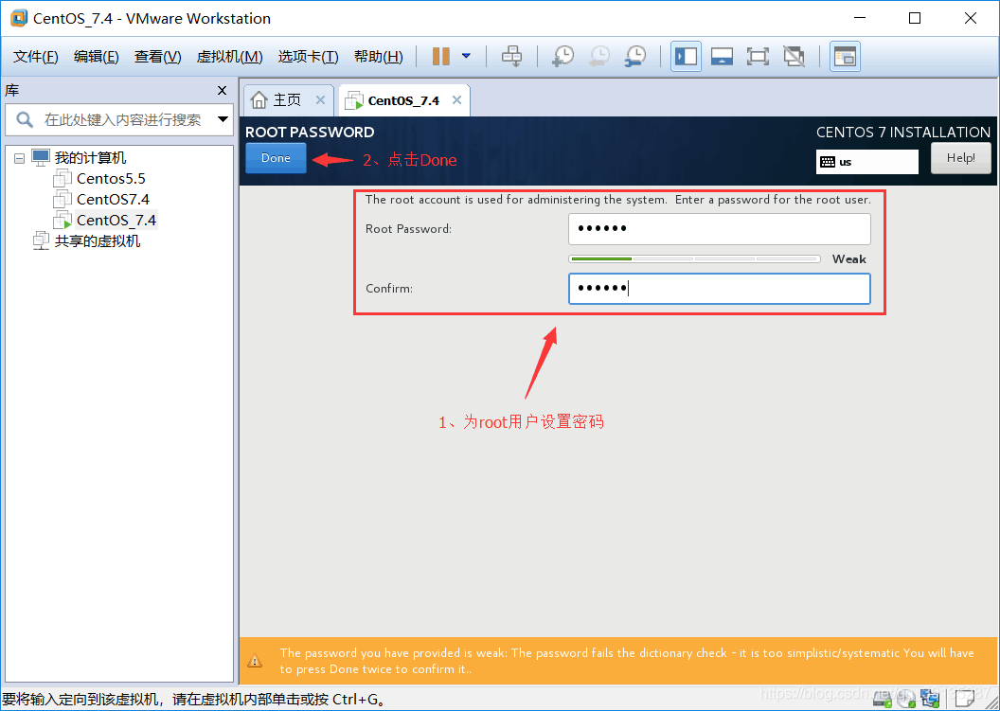 CentOS_7.4 - VMware Workstation
文件(F) 编辑(E) 查看(V) 虚拟机(M) 选项卡(T) 帮助(H)
库
在此处键入内容进行搜索
我的计算机
Centos5.5
CentOS7.4
CentOS_7.4
共享的虚拟机
主页
CentOS_7.4
ROOT PASSWORD
CENTOS 7 INSTALLATION
Done
2、点击Done
us
Help!
The root account is used for administering the system. Enter a password for the root user.
Root Password:
Weak
Confirm:
1、为root用户设置密码
The password you have provided is weak: The password fails the dictionary check - it is too simplistic/systematic You will have
to press Done twice to confirm it..
要将输入定向到该虚拟机，请在虚拟机内部单击或按 Ctrl+G。